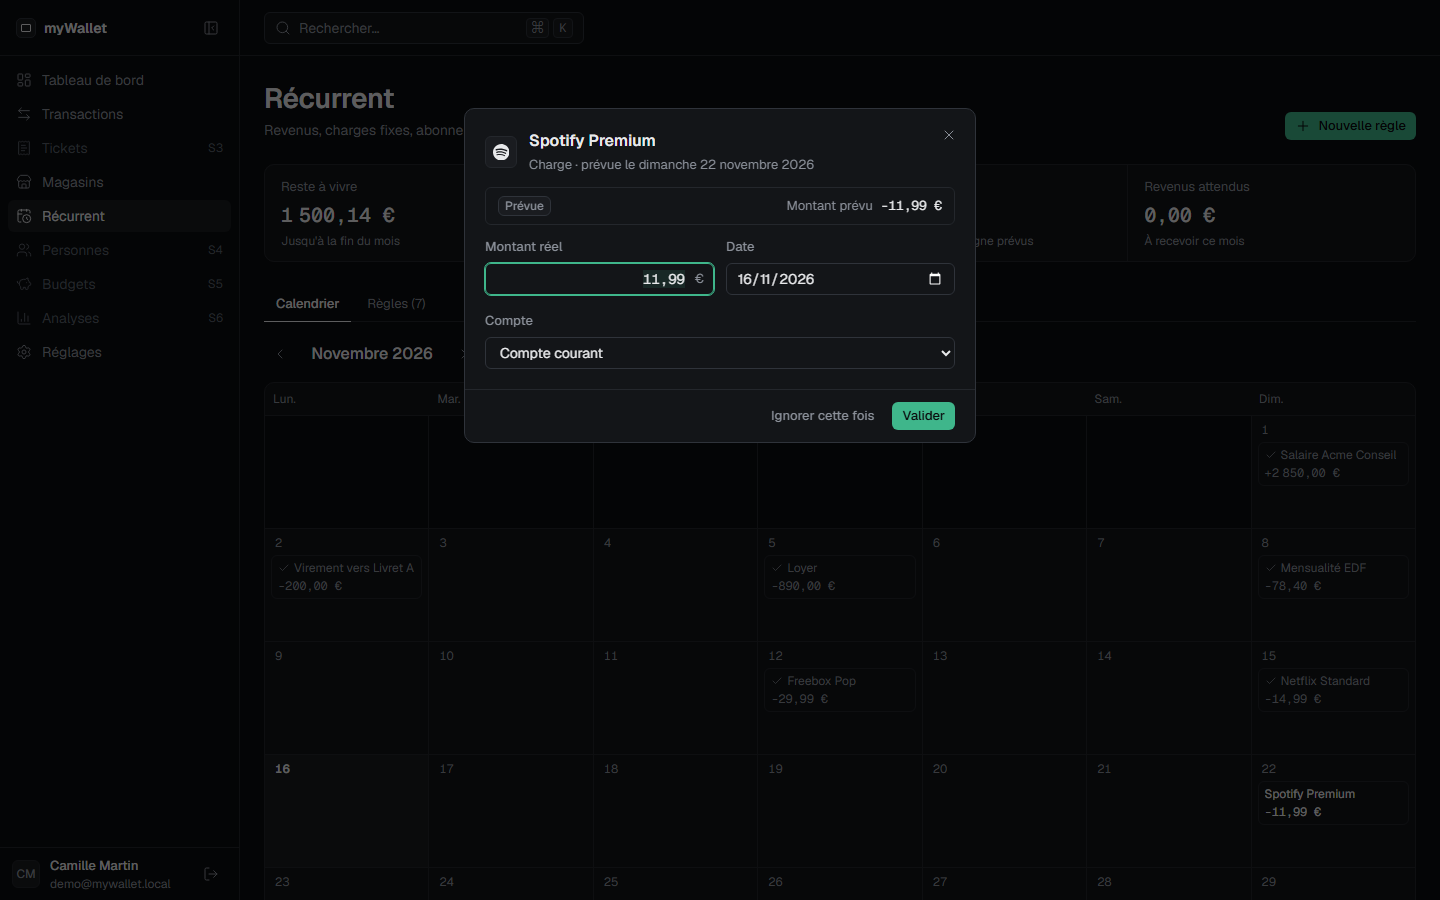 myWallet
Rechercher...
⌘ K
Tableau de bord
Transactions
Tickets S3
Magasins
Récurrent
Personnes S4
Budgets S5
Analyses S6
Réglages
Camille Martin
CM
demo@mywallet.local
Récurrent
Revenus, charges fixes, abonne
+ Nouvelle règle
Reste à vivre
1 500,14 €
Jusqu'à la fin du mois
gne prévus
Revenus attendus
0,00 €
À recevoir ce mois
Calendrier
Règles (7)
Novembre 2026
Spotify Premium
Charge · prévue le dimanche 22 novembre 2026
Prévue
Montant prévu -11,99 €
Montant réel
11,99 €
Date
16/11/2026
Compte
Compte courant
Ignorer cette fois
Valider
Lun. Mar. Sam. Dim.
1
Salaire Acme Conseil
+2 850,00 €
2 3 4 5 6 7 8
Virement vers Livret A
-200,00 €
Loyer
-890,00 €
Mensualité EDF
-78,40 €
9 10 11 12 13 14 15
Freebox Pop
-29,99 €
Netflix Standard
-14,99 €
16 17 18 19 20 21 22
Spotify Premium
-11,99 €
23 24 25 26 27 28 29